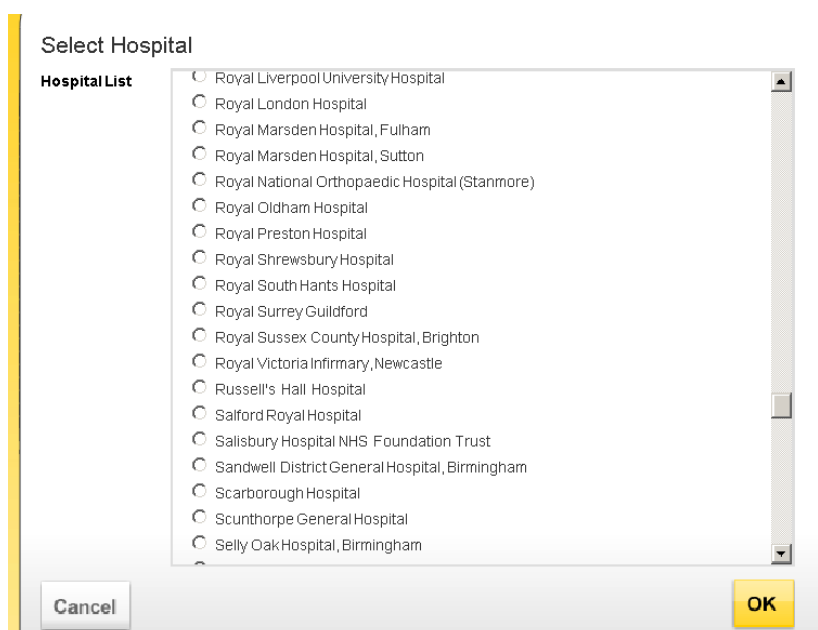 Select Hospital
Hospital List
Royal Liverpool University Hospital
Royal London Hospital
Royal Marsden Hospital, Fulham
Royal Marsden Hospital, Sutton
Royal National Orthopaedic Hospital (Stanmore)
Royal Oldham Hospital
Royal Preston Hospital
Royal Shrewsbury Hospital
Royal South Hants Hospital
Royal Surrey Guildford
Royal Sussex County Hospital, Brighton
Royal Victoria Infirmary, Newcastle
Russell's Hall Hospital
Salford Royal Hospital
Salisbury Hospital NHS Foundation Trust
Sandwell District General Hospital, Birmingham
Scarborough Hospital
Scunthorpe General Hospital
Selly Oak Hospital, Birmingham
Cancel
OK